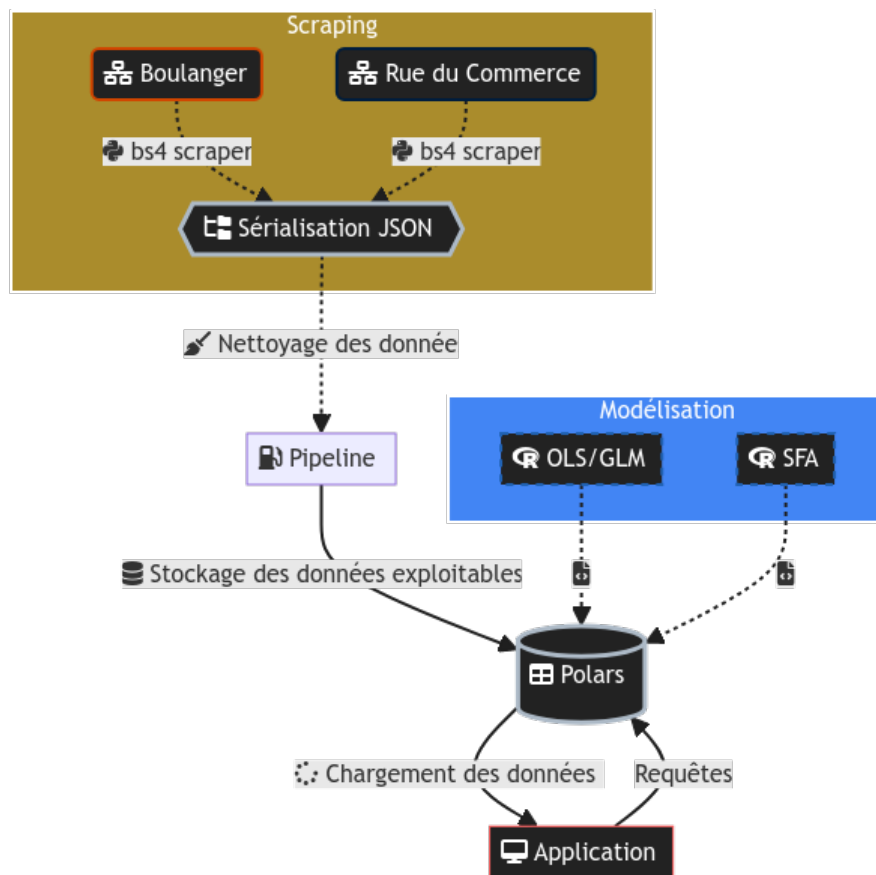 Scraping
Boulanger
Rue du Commerce
bs4 scraper
bs4 scraper
Sérialisation JSON
Nettoyage des donnée
Modélisation
Pipeline
OLS/GLM
SFA
Stockage des données exploitables
Polars
Chargement des données
Requêtes
Application